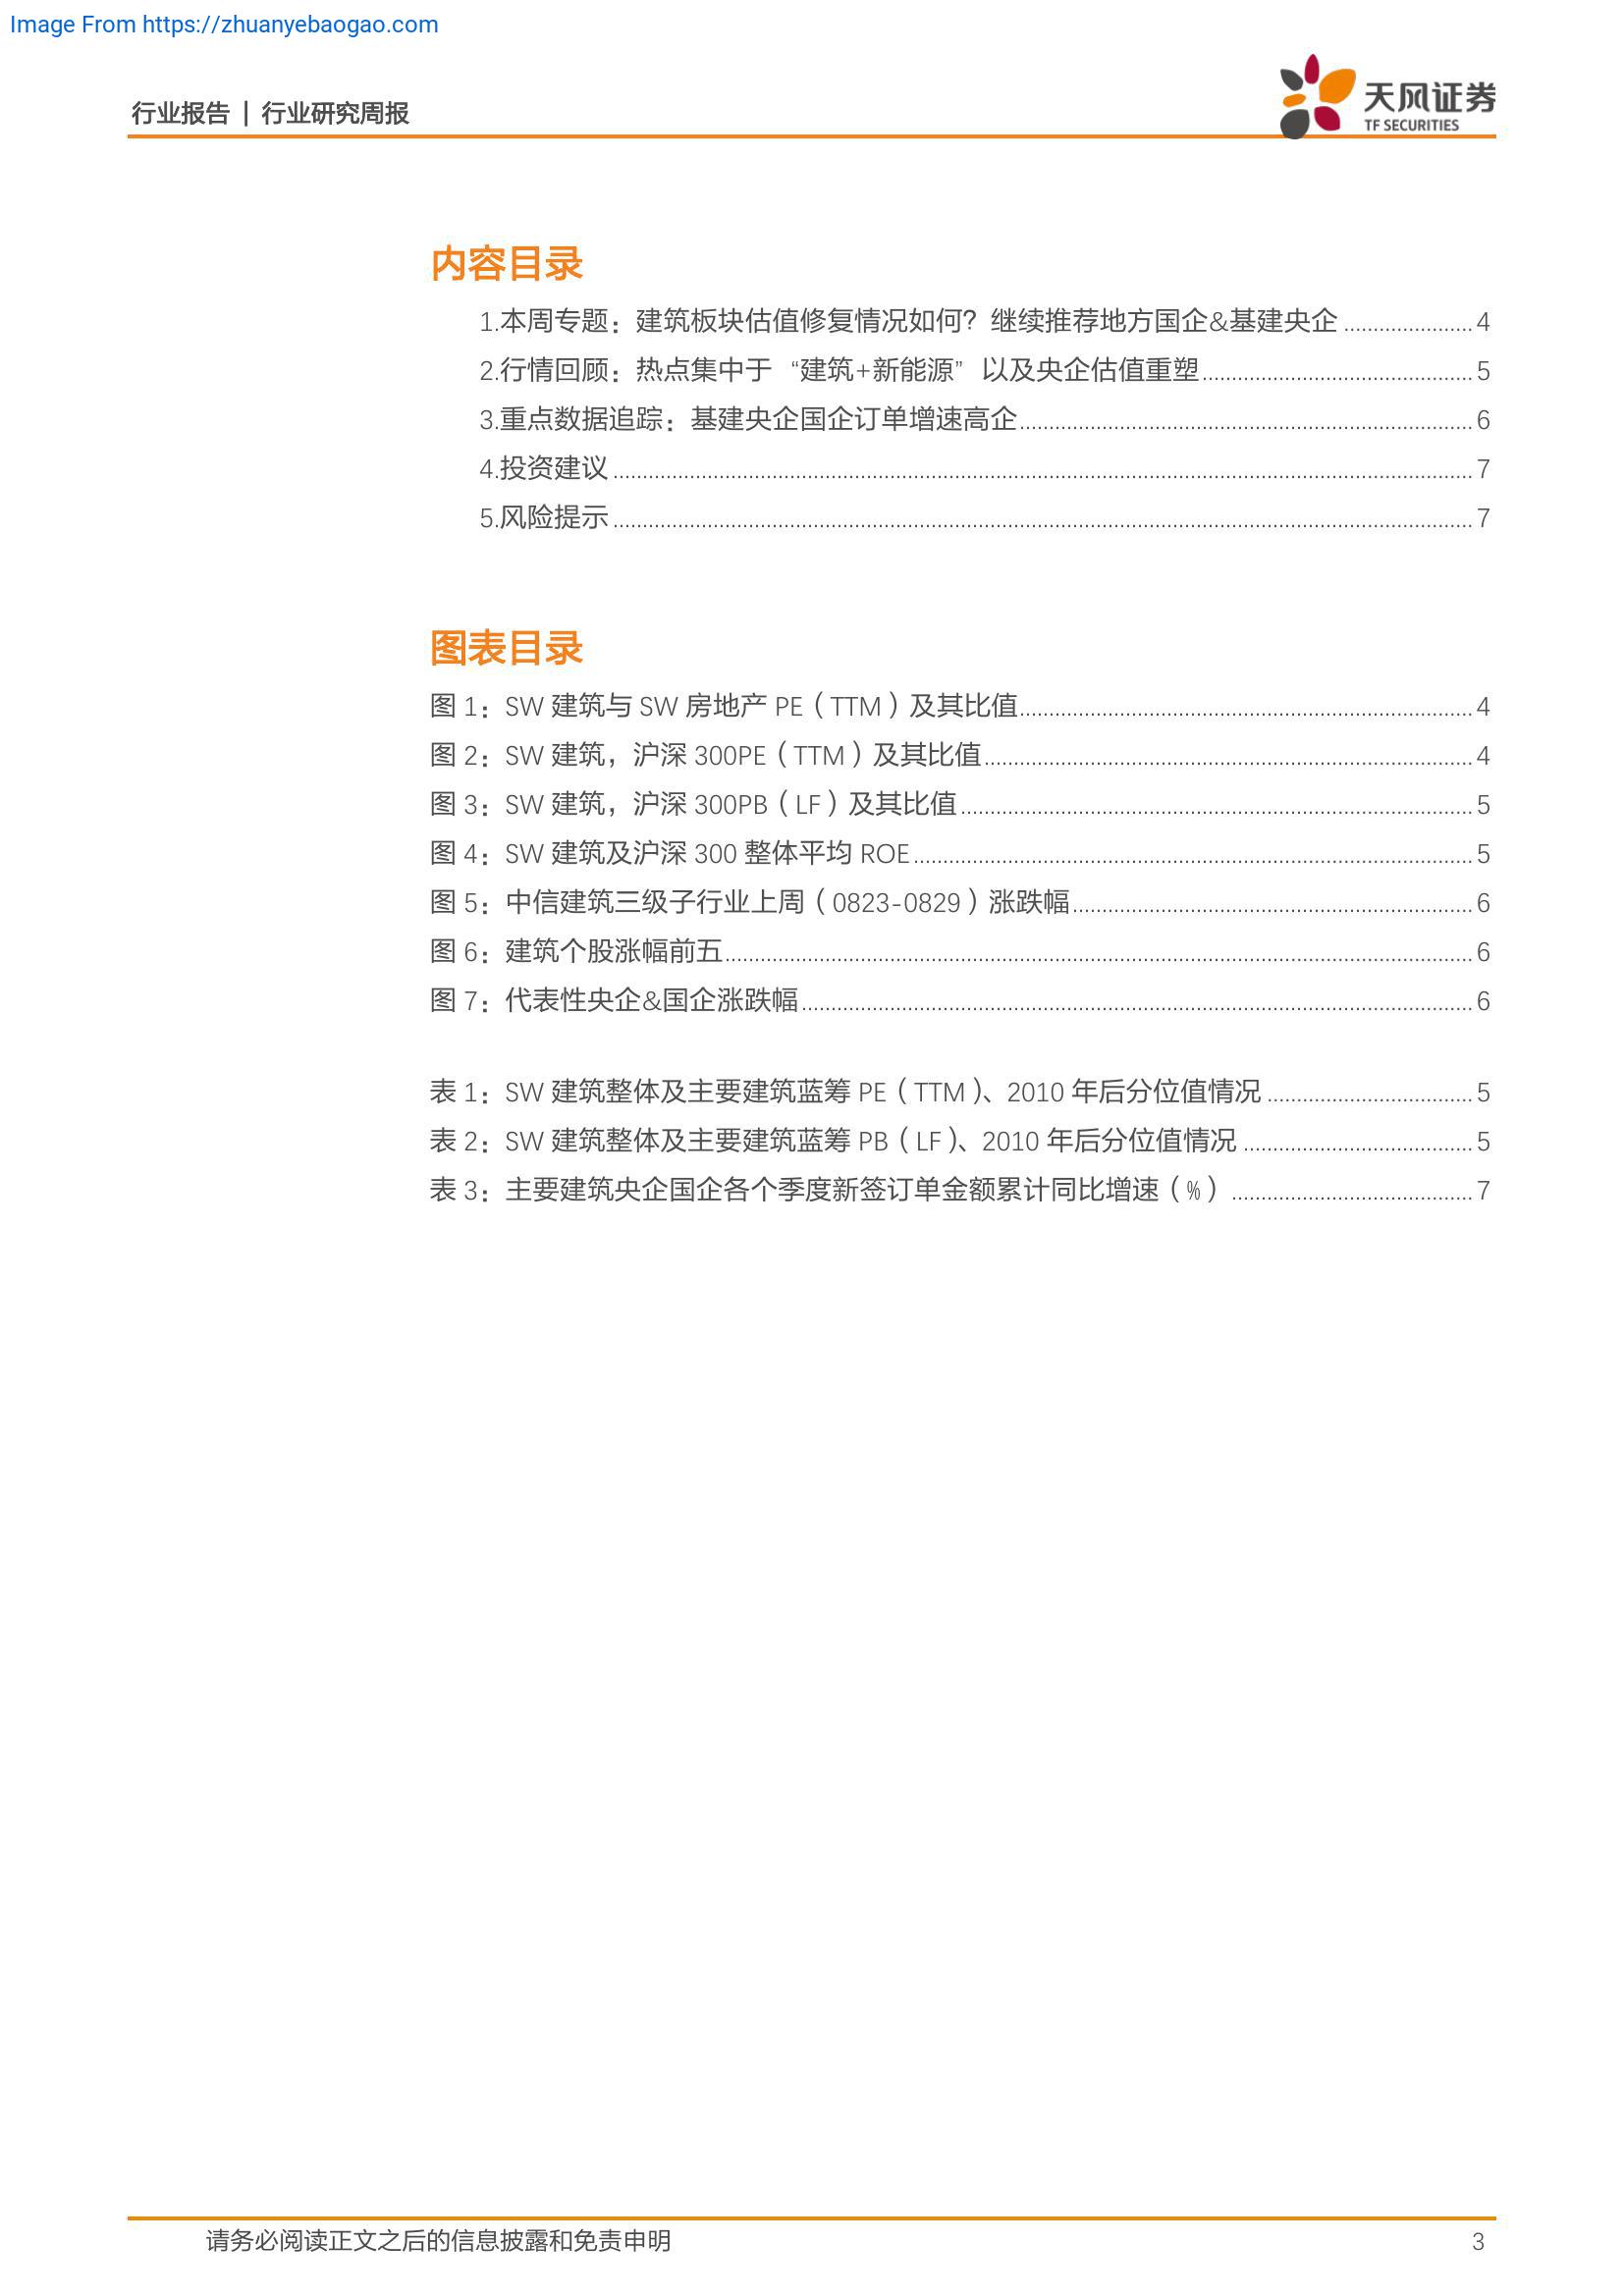 Image From https://zhuanyebaogao.com
行业报告 | 行业研究周报
天风证券
TF SECURITIES
内容目录
1.本周专题：建筑板块估值修复情况如何？继续推荐地方国企&基建央企 ...................... 4
2.行情回顾：热点集中于 “建筑+新能源” 以及央企估值重塑 .............................................. 5
3.重点数据追踪：基建央企国企订单增速高企 ............................................................................. 6
4.投资建议 .................................................................................................................................................. 7
5.风险提示 .................................................................................................................................................. 7
图表目录
图 1：SW 建筑与 SW 房地产 PE（TTM）及其比值 ............................................................................. 4
图 2：SW 建筑，沪深 300PE（TTM）及其比值 ................................................................................... 4
图 3：SW 建筑，沪深 300PB（LF）及其比值 ....................................................................................... 5
图 4：SW 建筑及沪深 300 整体平均 ROE ............................................................................................... 5
图 5：中信建筑三级子行业上周（0823-0829）涨跌幅 .................................................................... 6
图 6：建筑个股涨幅前五 ............................................................................................................................... 6
图 7：代表性央企&国企涨跌幅 .................................................................................................................. 6
表 1：SW 建筑整体及主要建筑蓝筹 PE（TTM）、2010 年后分位值情况 ................................... 5
表 2：SW 建筑整体及主要建筑蓝筹 PB（LF）、2010 年后分位值情况 ....................................... 5
表 3：主要建筑央企国企各个季度新签订单金额累计同比增速（%） ......................................... 7
请务必阅读正文之后的信息披露和免责申明
3